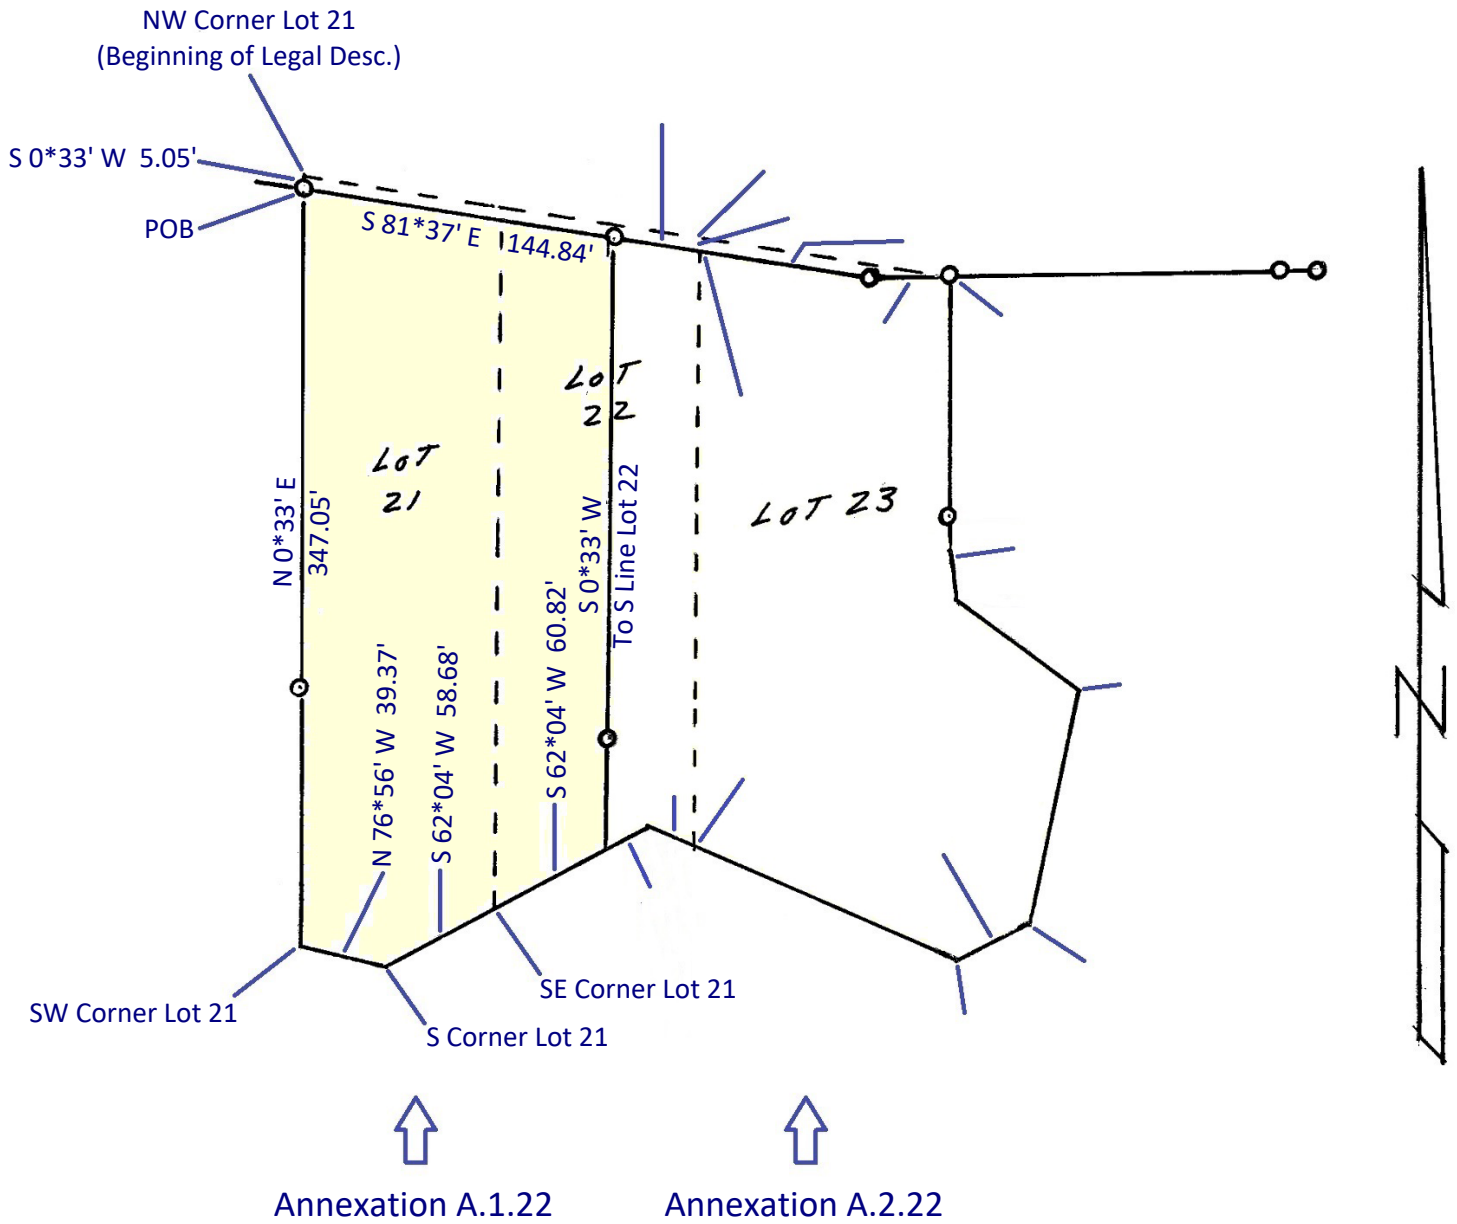 NW Corner Lot 21
(Beginning of Legal Desc.)
S 0*33' W  5.05'
POB
S 81*37' E  144.84'
LOT
22
LOT
21
LOT 23
N 0*33' E
347.05'
S 0*33' W
To S Line Lot 22
N 76*56' W  39.37'
S 62*04' W  58.68'
S 62*04' W  60.82'
N
SE Corner Lot 21
SW Corner Lot 21
S Corner Lot 21
Annexation A.1.22
Annexation A.2.22